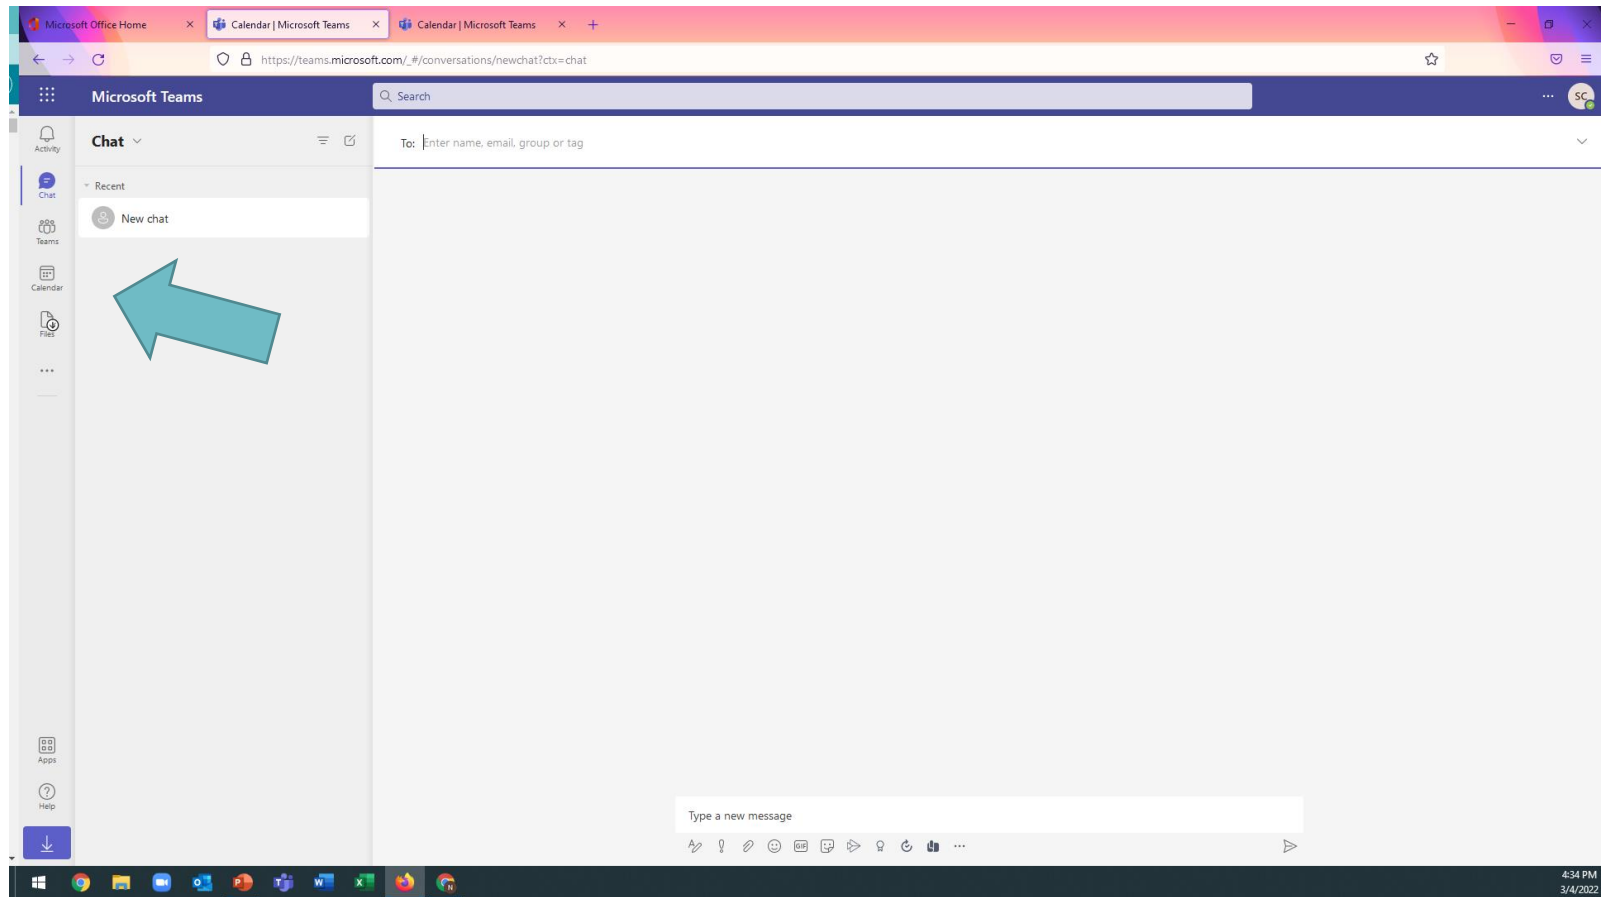 Microsoft Office Home
Calendar | Microsoft Teams
Calendar | Microsoft Teams
https://teams.microsoft.com/_#/conversations/newchat?ctx=chat
Microsoft Teams
Search
SC
Activity
Chat
Teams
Calendar
Files
Apps
Help
Chat
Recent
New chat
To: Enter name, email, group or tag
Type a new message
GIF
4:34 PM
3/4/2022